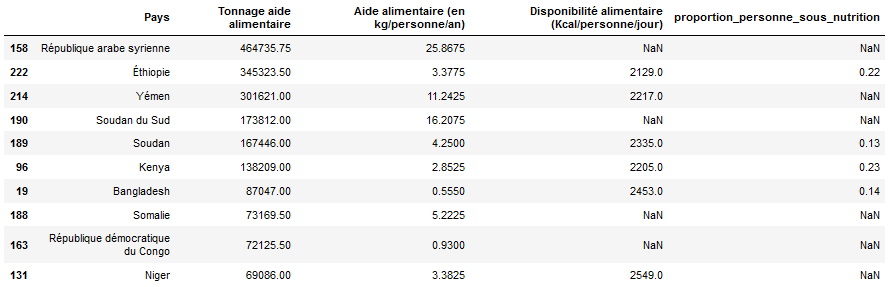 Pays Tonnage aide alimentaire Aide alimentaire (en kg/personne/an) Disponibilité alimentaire (Kcal/personne/jour) proportion_personne_sous_nutrition
158 République arabe syrienne 464735.75 25.8675 NaN NaN
222 Éthiopie 345323.50 3.3775 2129.0 0.22
214 Yémen 301621.00 11.2425 2217.0 NaN
190 Soudan du Sud 173812.00 16.2075 NaN NaN
189 Soudan 167446.00 4.2500 2335.0 0.13
96 Kenya 138209.00 2.8525 2205.0 0.23
19 Bangladesh 87047.00 0.5550 2453.0 0.14
188 Somalie 73169.50 5.2225 NaN NaN
163 République démocratique du Congo 72125.50 0.9300 NaN NaN
131 Niger 69086.00 3.3825 2549.0 NaN